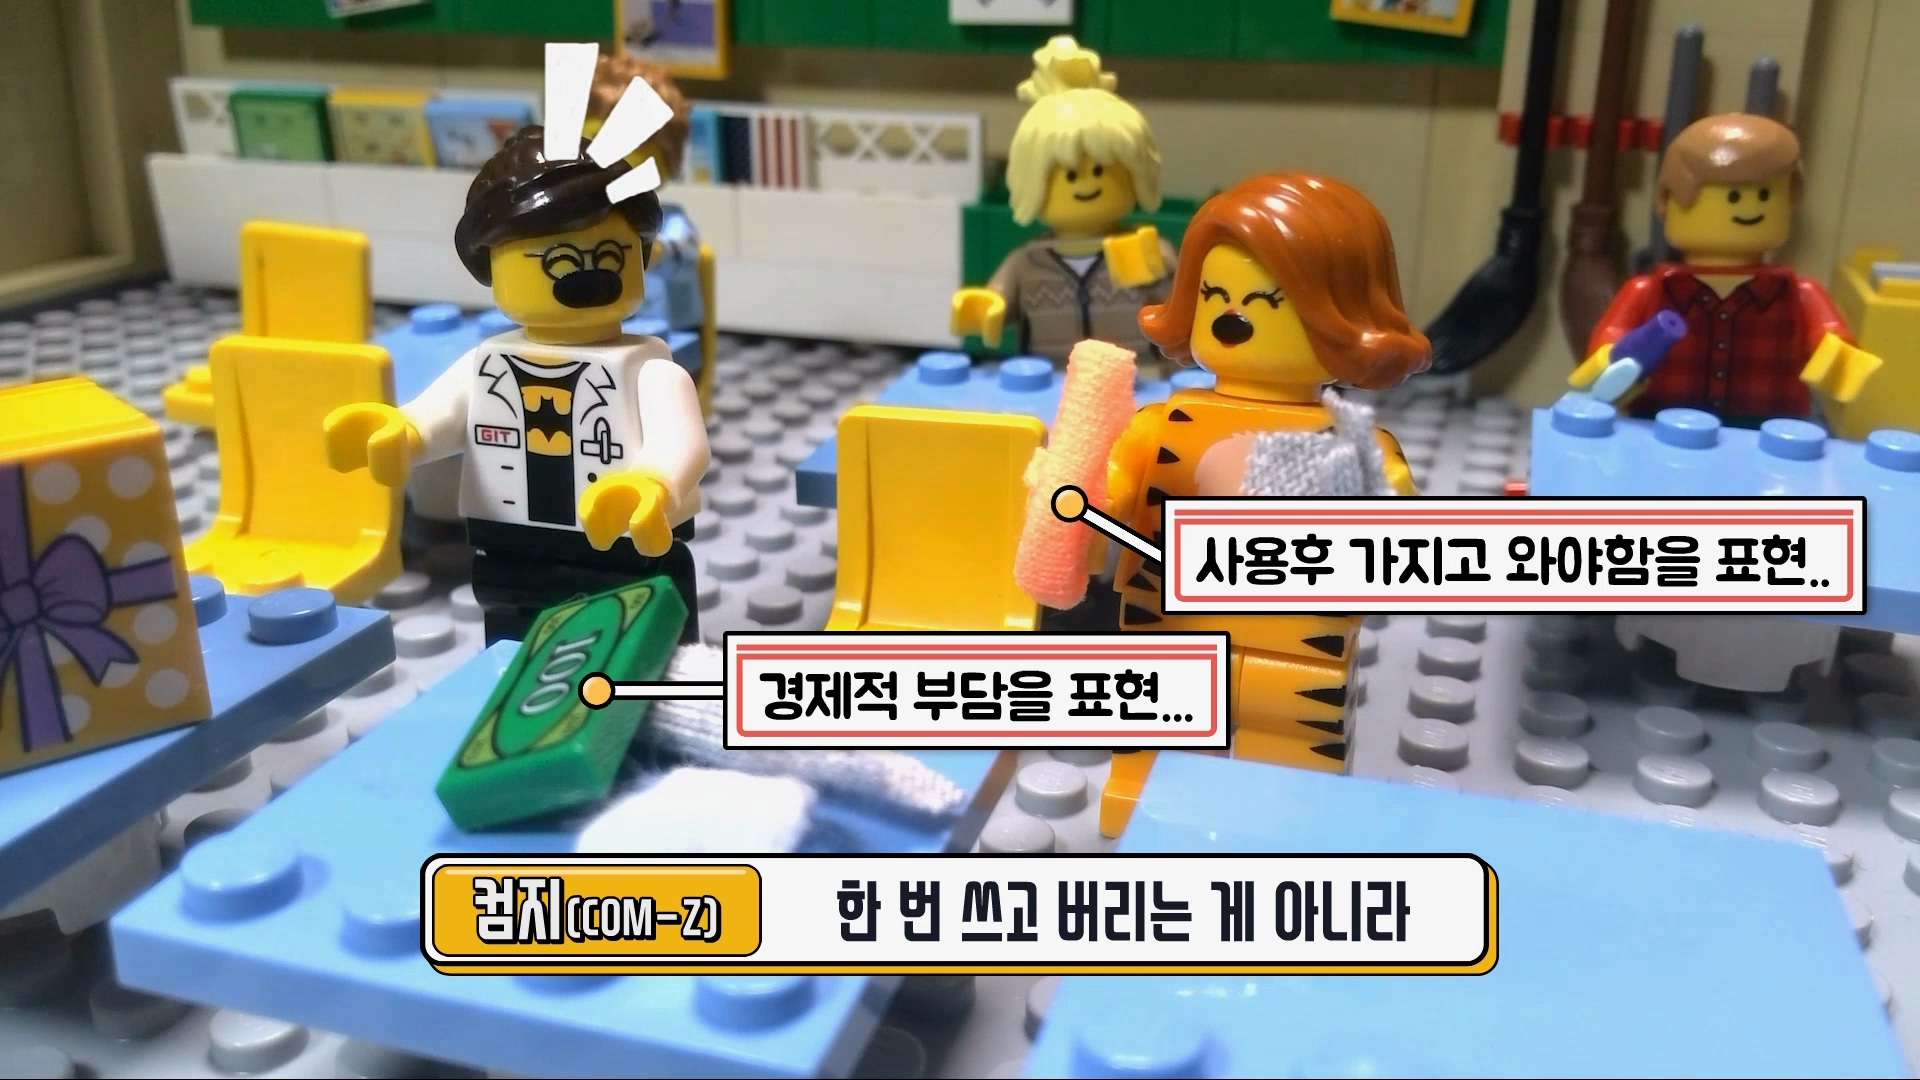 GIT
사용후 가지고 와야함을 표현..
100
경제적 부담을 표현...
컴지(COM-Z) 한 번 쓰고 버리는 게 아니라